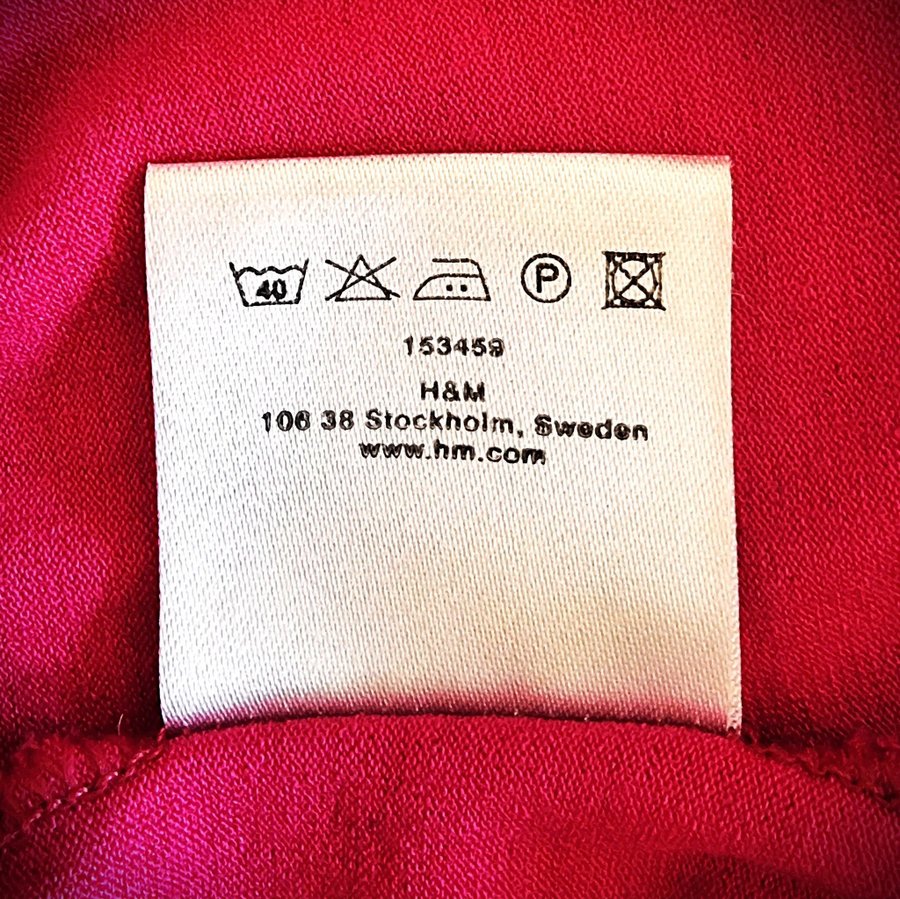 40 P
153459
H&M
106 38 Stockholm, Sweden
www.hm.com